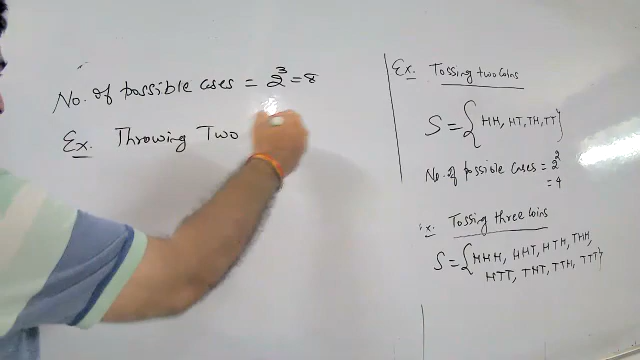 No. of possible cases = 2³ = 8
Ex. Throwing Two
Ex. Tossing two coins
S = { HH, HT, TH, TT}
No. of possible cases = 2²
= 4
Ex. Tossing three coins
S = { HHH, HHT, HTH, THH,
HTT, THT, TTH, TTT}